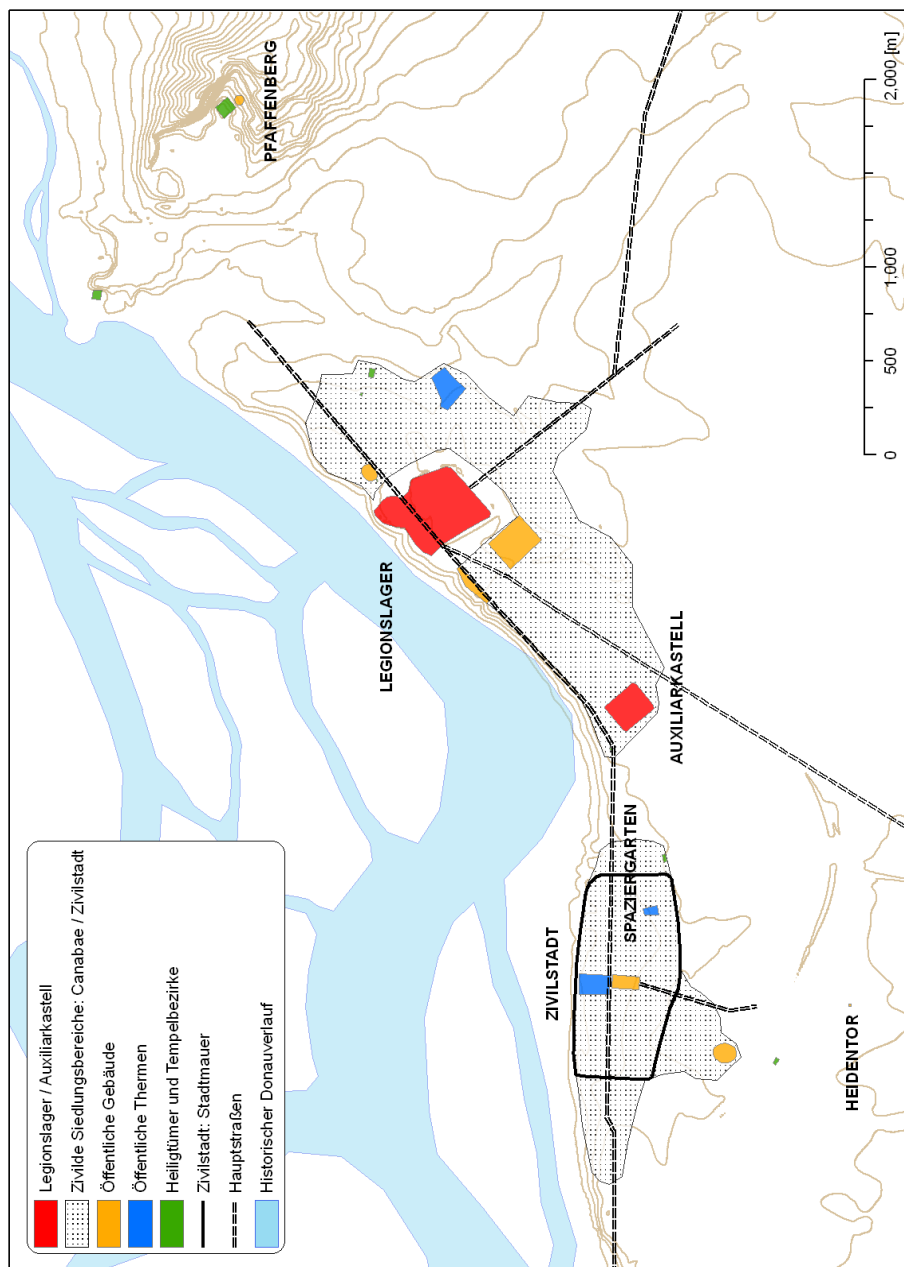 Legionslager / Auxiliarkastell
Zivilde Siedlungsbereiche: Canabae / Zivilstadt
Öffentliche Gebäude
Öffentliche Thermen
Heiligtümer und Tempelbezirke
Zivilstadt: Stadtmauer
Hauptstraßen
Historischer Donauverlauf
PFAFFENBERG
LEGIONSLAGER
ZIVILSTADT
SPAZIERGARTEN
AUXILIARKASTELL
HEIDENTOR
0 500 1.000 2.000 [m]